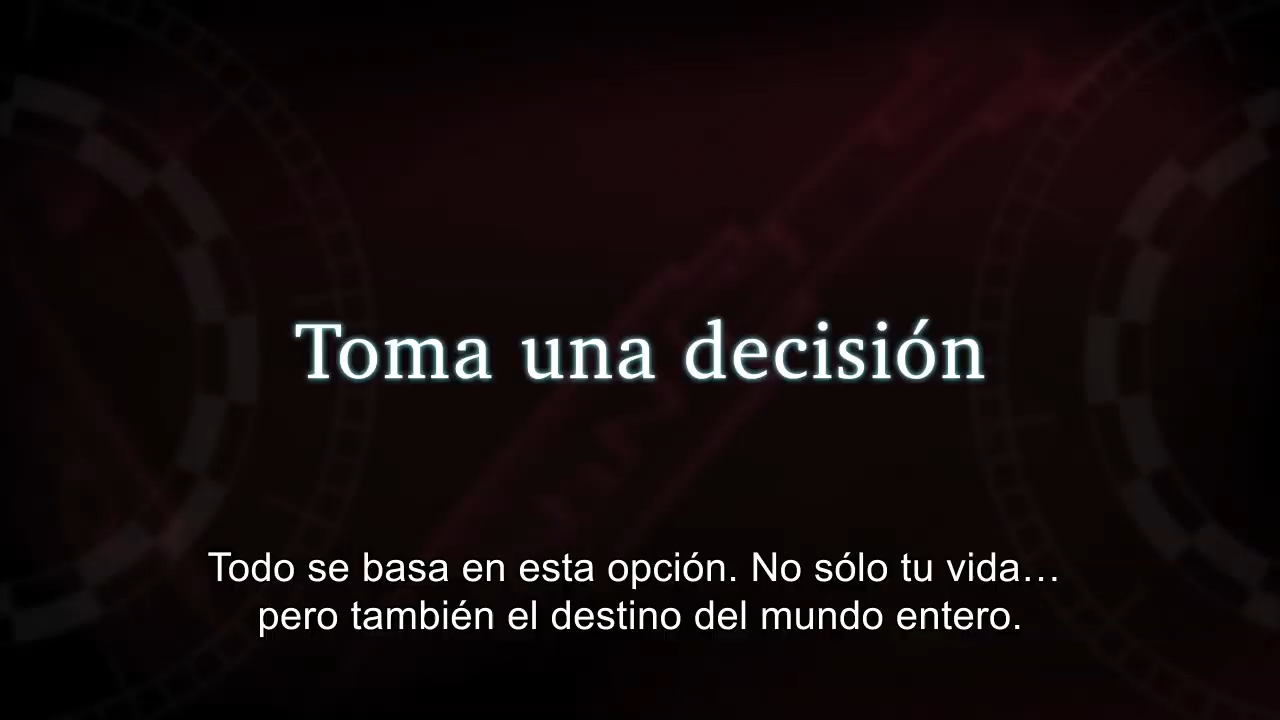 Toma una decisión
Todo se basa en esta opción. No sólo tu vida…
pero también el destino del mundo entero.